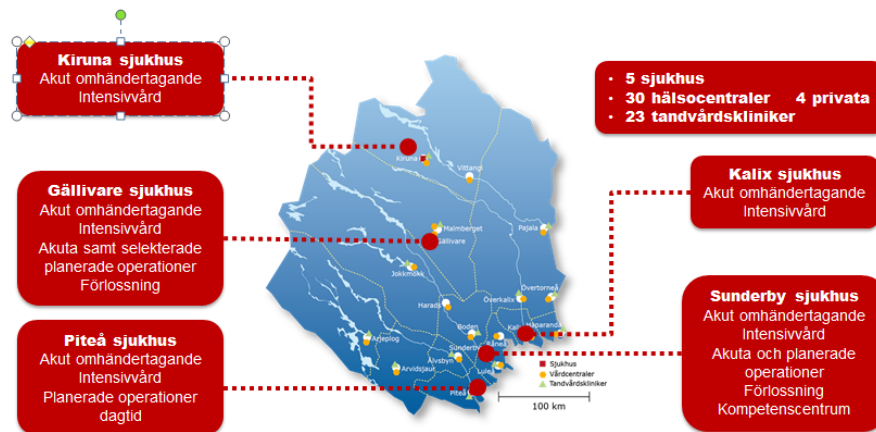 Kiruna sjukhus
Akut omhändertagande
Intensivvård
• 5 sjukhus
• 30 hälsocentraler 4 privata
• 23 tandvårdskliniker
Gällivare sjukhus
Akut omhändertagande
Intensivvård
Akuta samt selekterade
planerade operationer
Förlossning
Kalix sjukhus
Akut omhändertagande
Intensivvård
Piteå sjukhus
Akut omhändertagande
Intensivvård
Planerade operationer
dagtid
Sunderby sjukhus
Akut omhändertagande
Intensivvård
Akuta och planerade
operationer
Förlossning
Kompetenscentrum
Kiruna
Vittangi
Malmberget
Gällivare
Pajala
Jokkmokk
Harads
Överkalix
Övertorneå
Boden
Haparanda
Arjeplog
Råneå
Älvsbyn
Arvidsjaur
Luleå
Piteå
Sjukhus
Vårdcentraler
Tandvårdskliniker
100 km